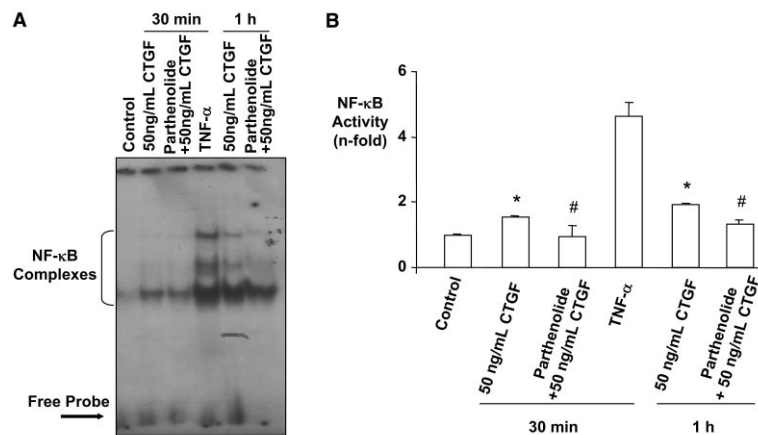 A
30 min
1 h
Control
50ng/mL CTGF
Parthenolide
+50ng/mL CTGF
TNF-α
50ng/mL CTGF
Parthenolide
+50ng/mL CTGF
NF-κB
Complexes
Free Probe
B
NF-κB
Activity
(n-fold)
6
4
2
0
*
#
*
#
Control
50 ng/mL CTGF
Parthenolide
+50 ng/mL CTGF
TNF-α
50 ng/mL CTGF
Parthenolide
+ 50 ng/mL CTGF
30 min
1 h